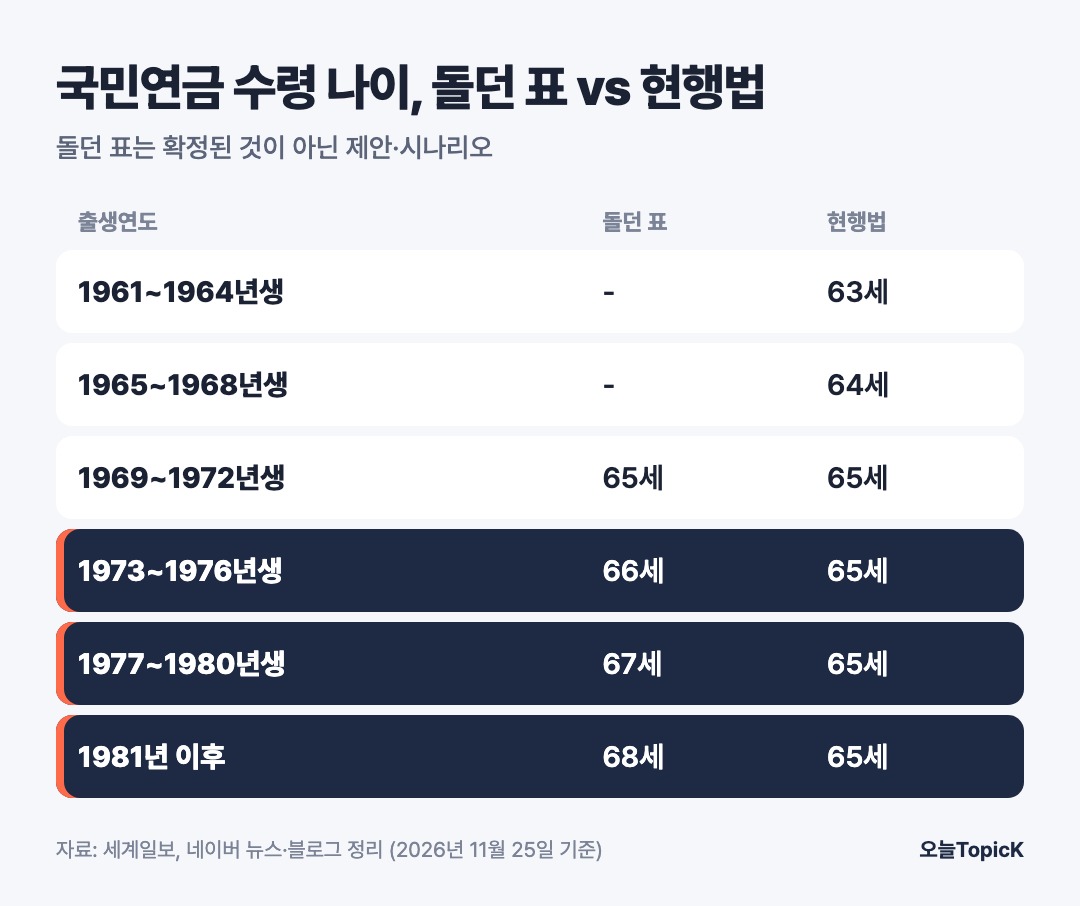 국민연금 수령 나이, 돌던 표 vs 현행법
돌던 표는 확정된 것이 아닌 제안·시나리오
출생연도 돌던 표 현행법
1961~1964년생 - 63세
1965~1968년생 - 64세
1969~1972년생 65세 65세
1973~1976년생 66세 65세
1977~1980년생 67세 65세
1981년 이후 68세 65세
자료: 세계일보, 네이버 뉴스·블로그 정리 (2026년 11월 25일 기준) 오늘TopicK